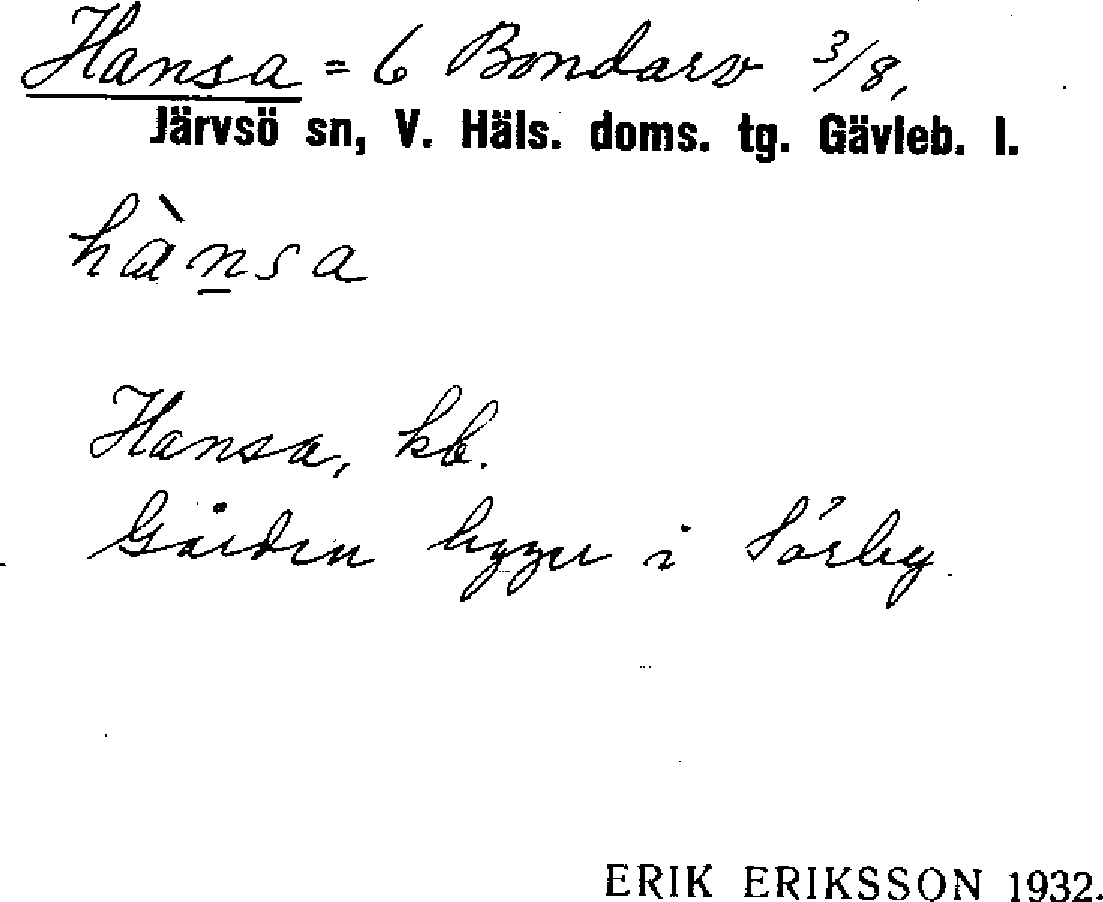 Hansa = 6 Bondarv 3/8,
Järvsö sn, V. Häls. doms. tg. Gävleb. l.
hànsa
Hansa, kb.
Gården ligger i Sörby.
ERIK ERIKSSON 1932.